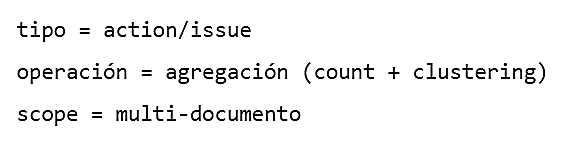 tipo = action/issue
operación = agregación (count + clustering)
scope = multi-documento